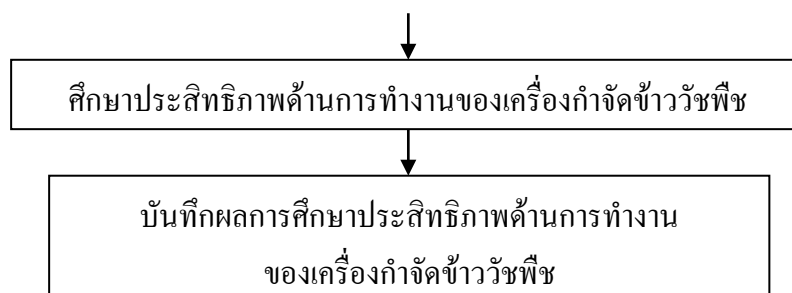 ศึกษาประสิทธิภาพด้านการทำงานของเครื่องกำจัดข้าววัชพืช
บันทึกผลการศึกษาประสิทธิภาพด้านการทำงาน
ของเครื่องกำจัดข้าววัชพืช